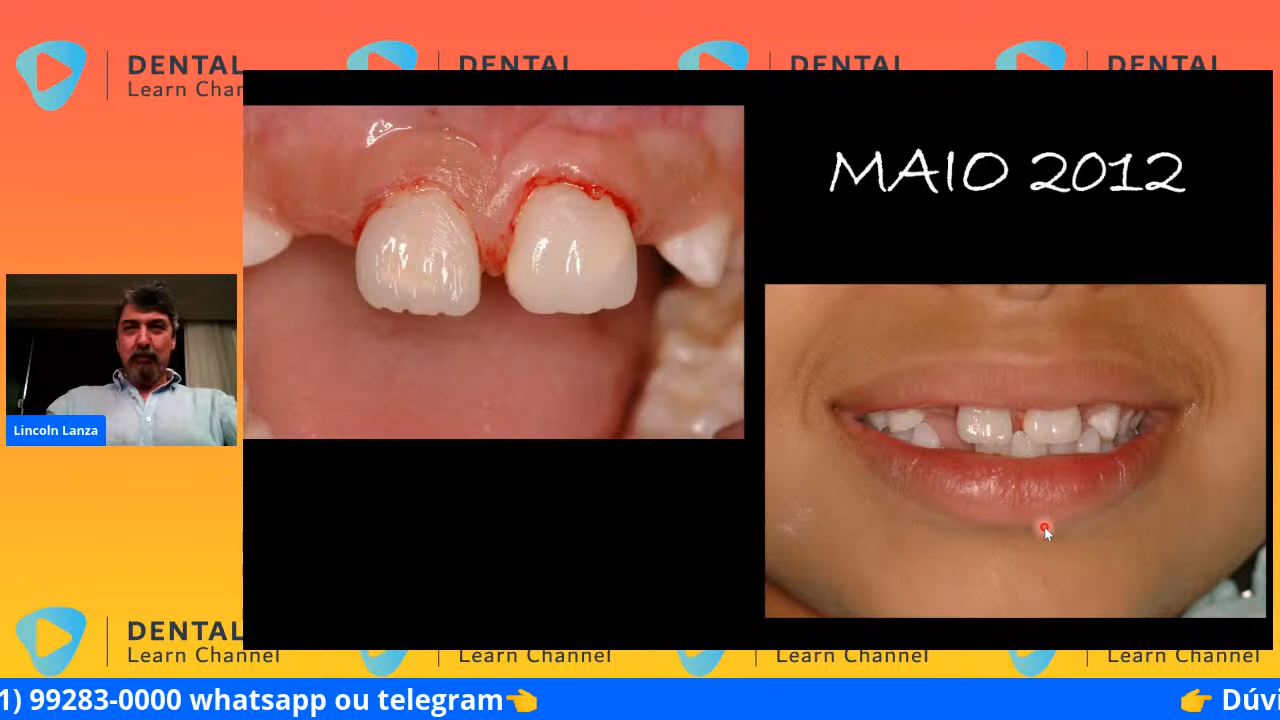 DENTAL
Learn Chan
DENTAL
DENTAL
DENTAL
MAIO 2012
Lincoln Lanza
DENTAL
Learn Channel
Learn Channel
Learn Channel
Learn Channel
1) 99283-0000 whatsapp ou telegram👈
👉 Dúvi